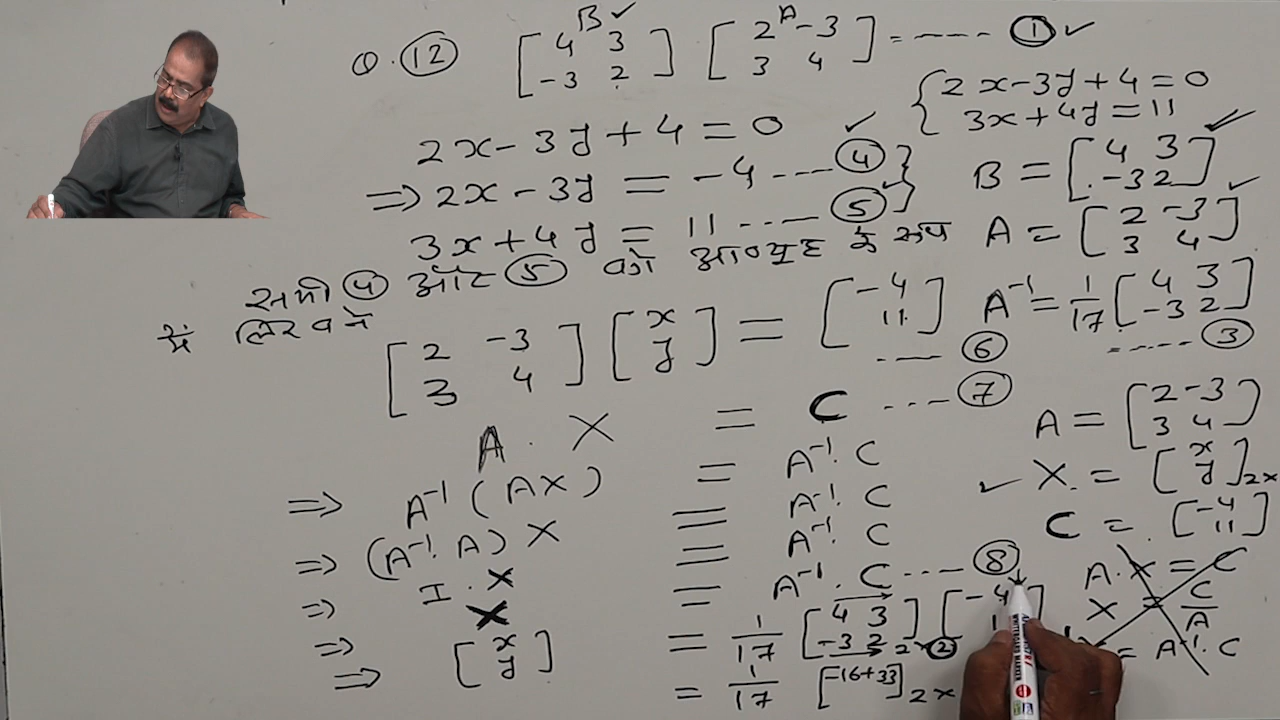 Q. 12 [4 3; -3 2] B ✓ [2 -3; 3 4] A = ----- ① ✓
{2x-3y+4=0
3x+4y=11
2x-3y+4=0 ✓
⇒ 2x-3y = -4 ---- ④
3x+4y = 11 ----- ⑤
B = [4 3; -3 2] ✓
A = [2 -3; 3 4] ✓
समी ④ और ⑤ को आव्यूह के रूप
में लिखने
[2 -3; 3 4] [x; y] = [-4; 11] ---- ⑥
A⁻¹ = 1/17 [4 3; -3 2] ----- ③
A . X = C ---- ⑦
A = [2 -3; 3 4]
⇒ A⁻¹(AX) = A⁻¹. C
✓ X. = [x; y] 2x
⇒ (A⁻¹. A) X = A⁻¹. C
C = [-4; 11]
⇒ I . X = A⁻¹. C
⇒ X = A⁻¹. C ---- ⑧
A.X = C
X = C/A
= A⁻¹. C
⇒ [x; y] = 1/17 [4 3; -3 2] 2x② [-4
= 1/17 [-16+33] 2x